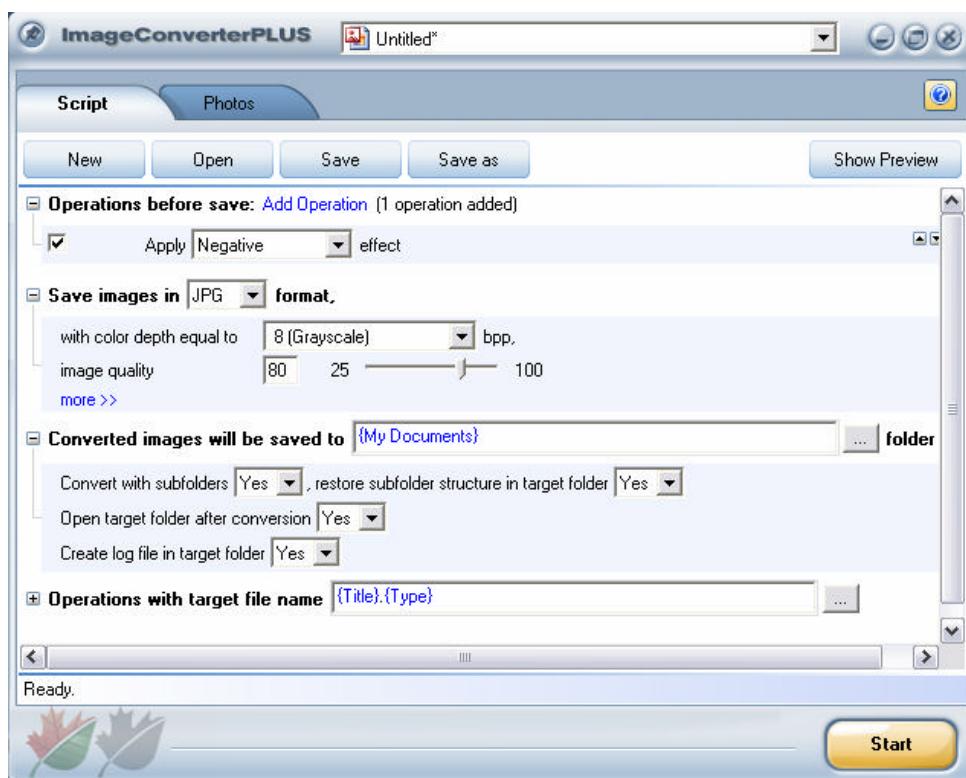 ImageConverterPLUS Untitled*
Script Photos
New Open Save Save as Show Preview
Operations before save: Add Operation (1 operation added)
Apply Negative effect
Save images in JPG format,
with color depth equal to 8 (Grayscale) bpp,
image quality 80 25 100
more >>
Converted images will be saved to {My Documents} ... folder
Convert with subfolders Yes , restore subfolder structure in target folder Yes
Open target folder after conversion Yes
Create log file in target folder Yes
Operations with target file name {Title}.{Type} ...
Ready.
Start